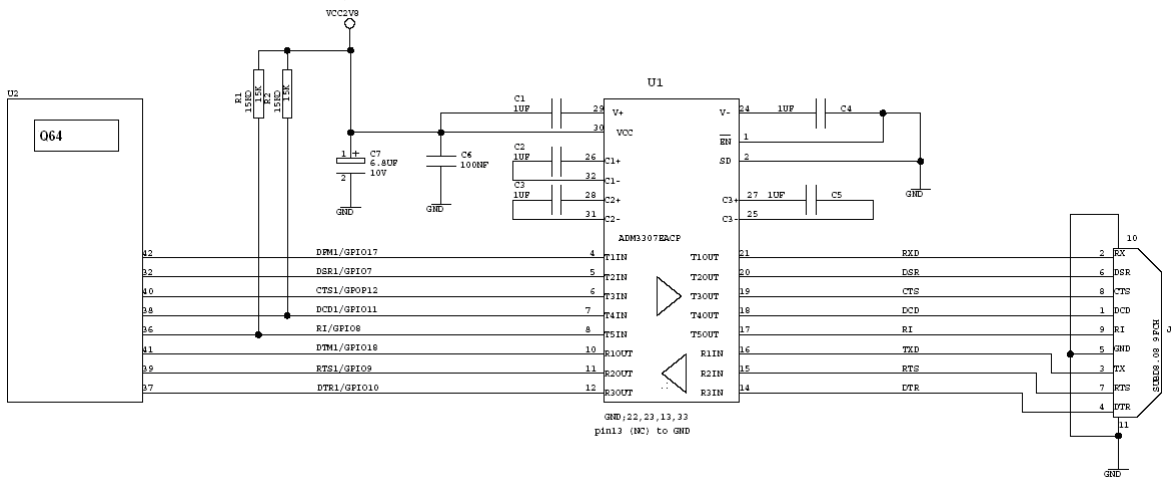 VCC2V8
U2
Q64
R1
15KD
15K
R2
15KD
15K
1
+
2
C7
6.8UF
10V
GND
C6
100NF
GND
C1
1UF
C2
1UF
C3
1UF
U1
29 V+
30 VCC
26 C1+
32 C1-
28 C2+
31 C2-
V- 24
EN 1
SD 2
C3+ 27
C3- 25
1UF C4
1UF C5
GND
ADM3307EACP
42 DFM1/GPIO17 4 T1IN T1OUT 21 RXD 2 RX
32 DSR1/GPIO7 5 T2IN T2OUT 20 DSR 6 DSR
40 CTS1/GPOP12 6 T3IN T3OUT 19 CTS 8 CTS
38 DCD1/GPIO11 7 T4IN T4OUT 18 DCD 1 DCD
36 RI/GPIO8 8 T5IN T5OUT 17 RI 9 RI
5 GND
41 DTM1/GPIO18 10 R1OUT R1IN 16 TXD 3 TX
39 RTS1/GPIO9 11 R2OUT R2IN 15 RTS 7 RTS
37 DTR1/GPIO10 12 R3OUT R3IN 14 DTR 4 DTR
10
11
J
SUBD8.08 9PCH
GND
GND;22,23,13,33
pin13 (NC) to GND